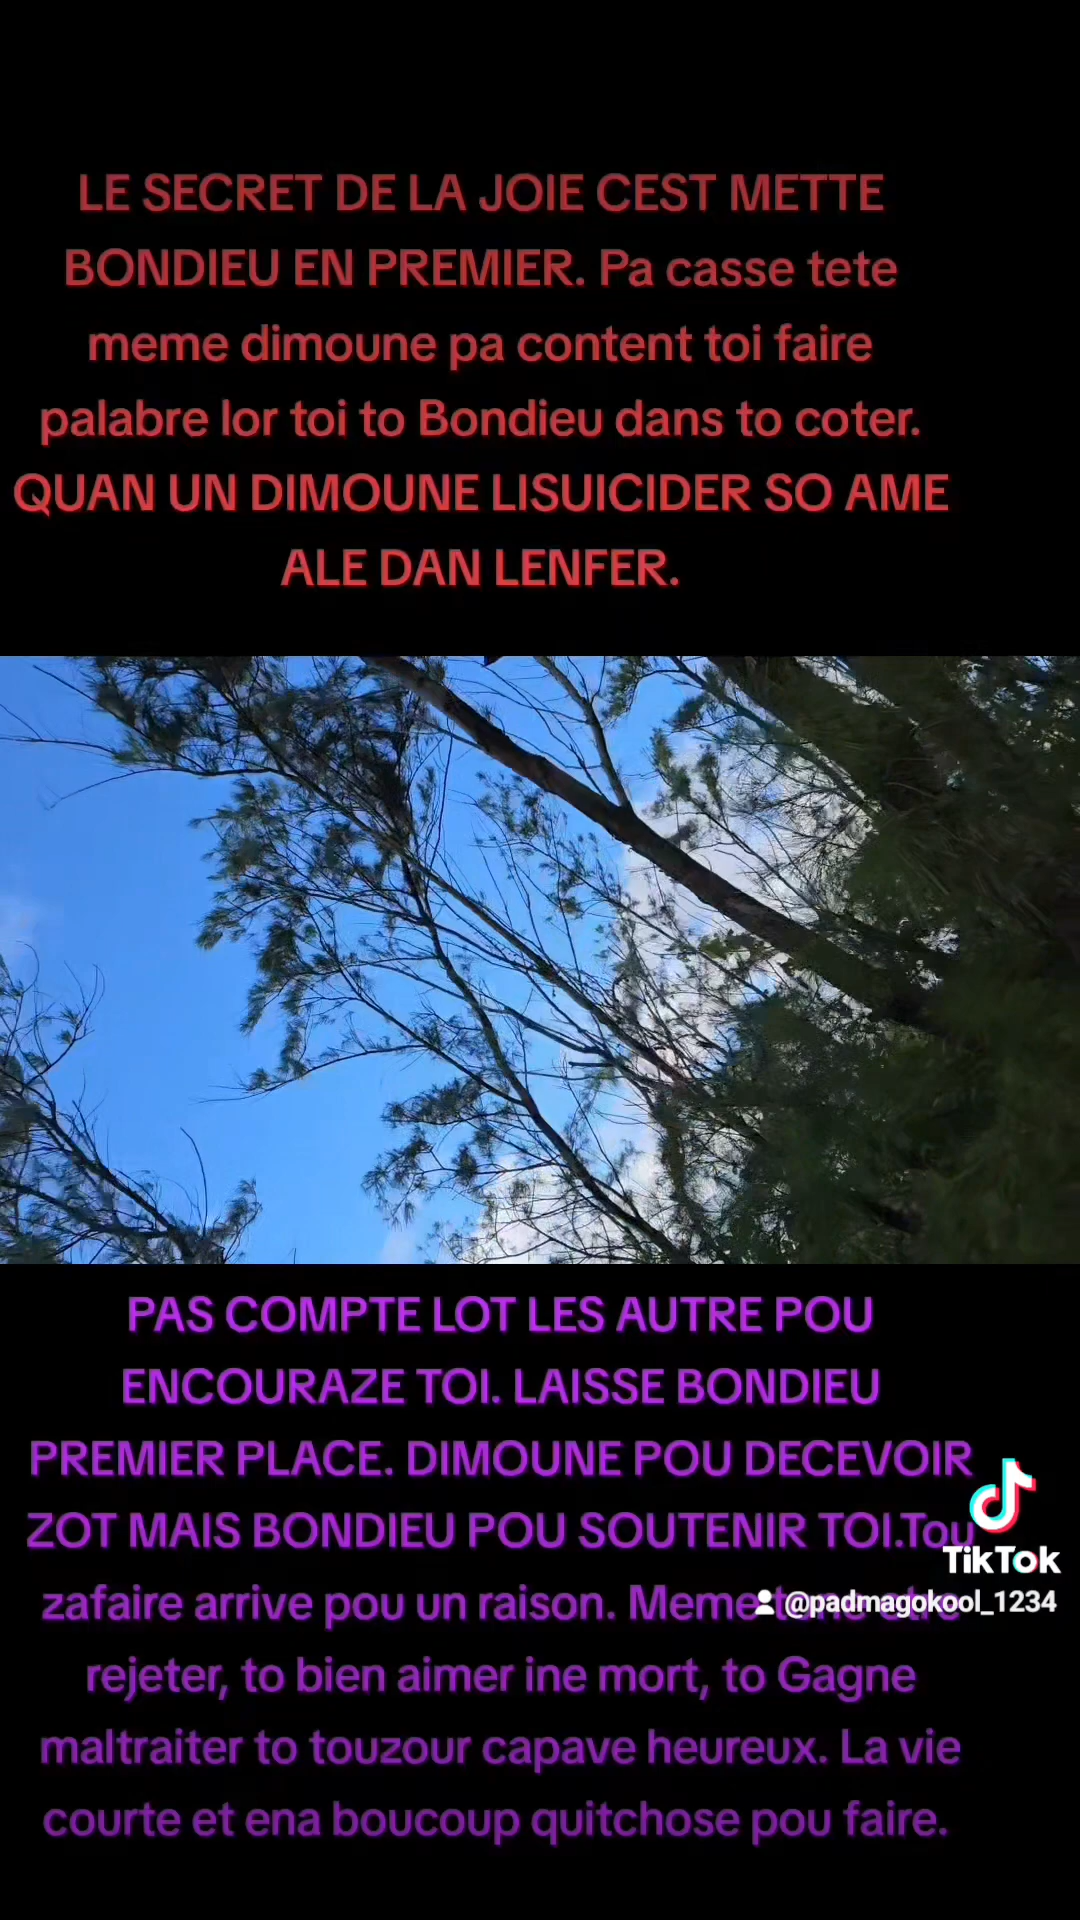 LE SECRET DE LA JOIE CEST METTE
BONDIEU EN PREMIER. Pa casse tete
meme dimoune pa content toi faire
palabre lor toi to Bondieu dans to coter.
QUAN UN DIMOUNE LISUICIDER SO AME
ALE DAN LENFER.
PAS COMPTE LOT LES AUTRE POU
ENCOURAZE TOI. LAISSE BONDIEU
PREMIER PLACE. DIMOUNE POU DECEVOIR
ZOT MAIS BONDIEU POU SOUTENIR TOI.Tou
TikTok
zafaire arrive pou un raison. Meme
@padmagokool_1234
rejeter, to bien aimer ine mort, to Gagne
maltraiter to touzour capave heureux. La vie
courte et ena boucoup quitchose pou faire.